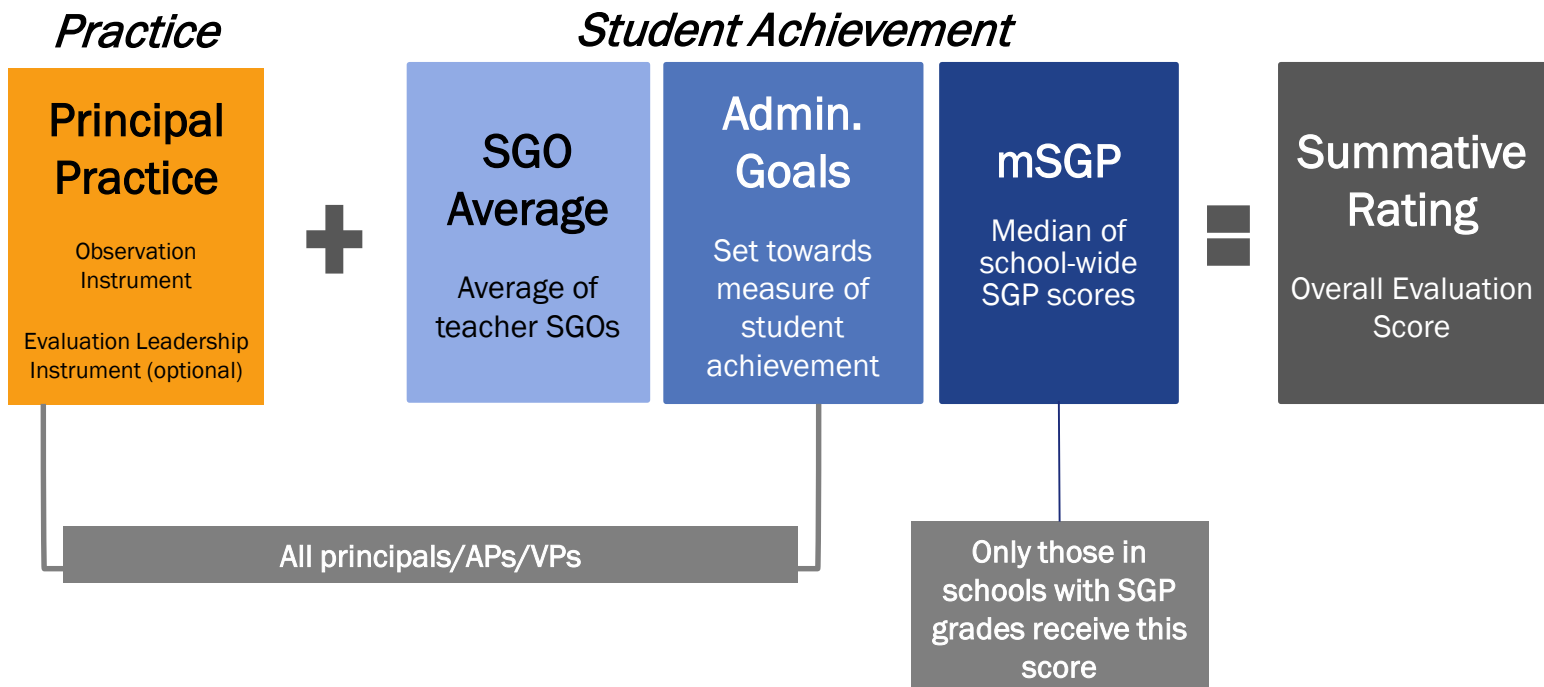 Practice
Student Achievement
Principal
Practice
Observation
Instrument
Evaluation Leadership
Instrument (optional)
SGO
Average
Average of
teacher SGOs
Admin.
Goals
Set towards
measure of
student
achievement
mSGP
Median of
school-wide
SGP scores
Summative
Rating
Overall Evaluation
Score
All principals/APs/VPs
Only those in
schools with SGP
grades receive this
score